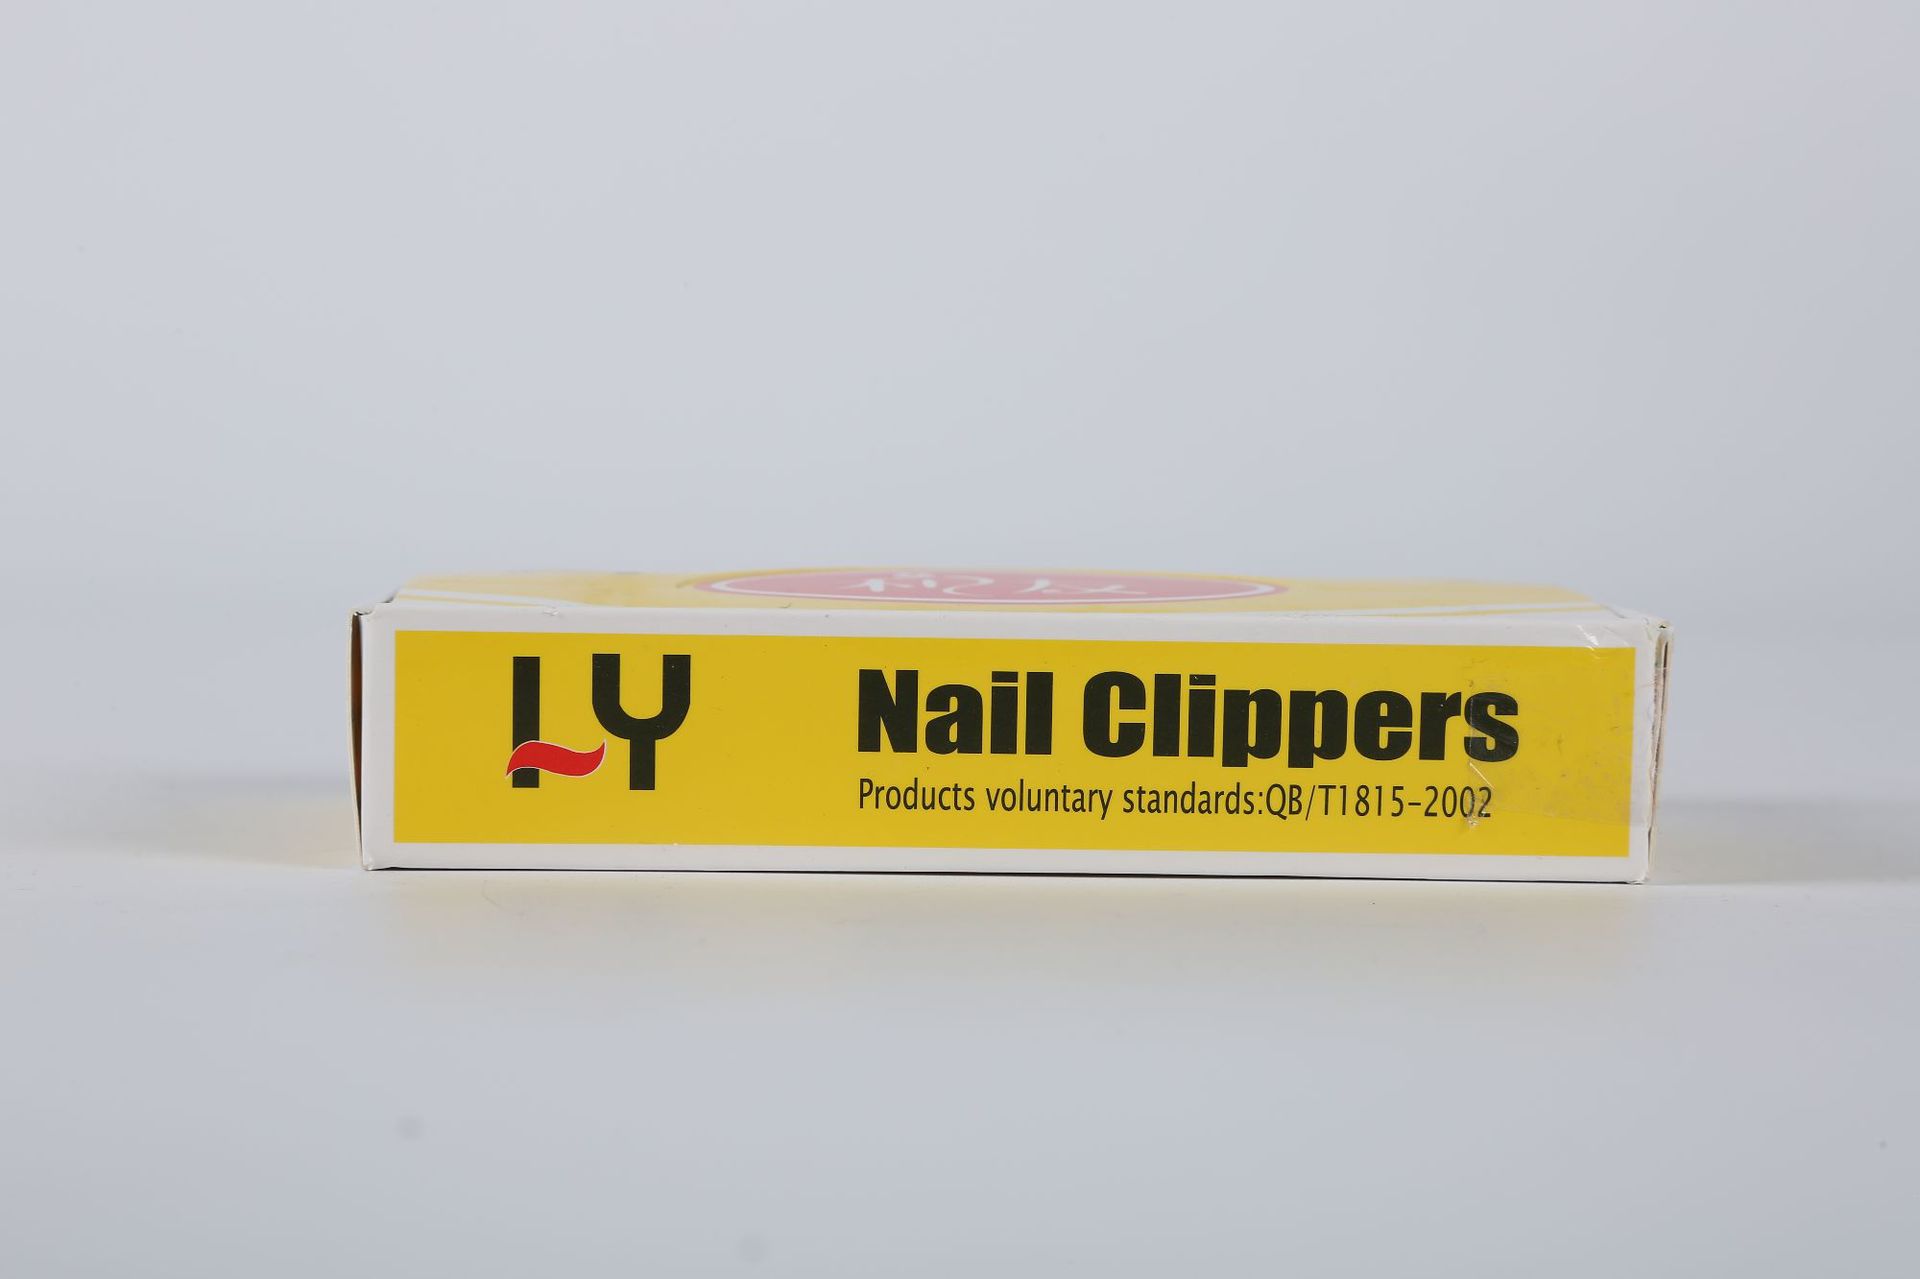 LY
Nail Clippers
Products voluntary standards:QB/T1815-2002